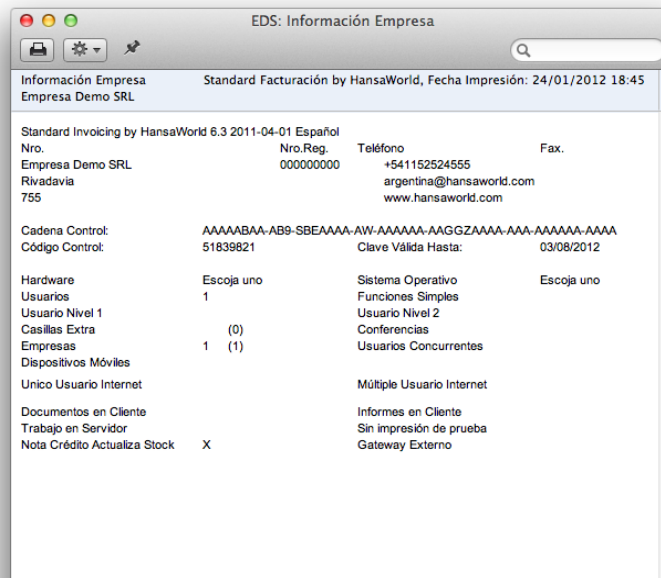 EDS: Información Empresa
Información Empresa Standard Facturación by HansaWorld, Fecha Impresión: 24/01/2012 18:45
Empresa Demo SRL
Standard Invoicing by HansaWorld 6.3 2011-04-01 Español
Nro. Nro.Reg. Teléfono Fax.
Empresa Demo SRL 000000000 +541152524555
Rivadavia argentina@hansaworld.com
755 www.hansaworld.com
Cadena Control: AAAAABAA-AB9-SBEAAAA-AW-AAAAAA-AAGGZAAAA-AAA-AAAAAA-AAAA
Código Control: 51839821 Clave Válida Hasta: 03/08/2012
Hardware Escoja uno Sistema Operativo Escoja uno
Usuarios 1 Funciones Simples
Usuario Nivel 1 Usuario Nivel 2
Casillas Extra (0) Conferencias
Empresas 1 (1) Usuarios Concurrentes
Dispositivos Móviles
Unico Usuario Internet Múltiple Usuario Internet
Documentos en Cliente Informes en Cliente
Trabajo en Servidor Sin impresión de prueba
Nota Crédito Actualiza Stock X Gateway Externo